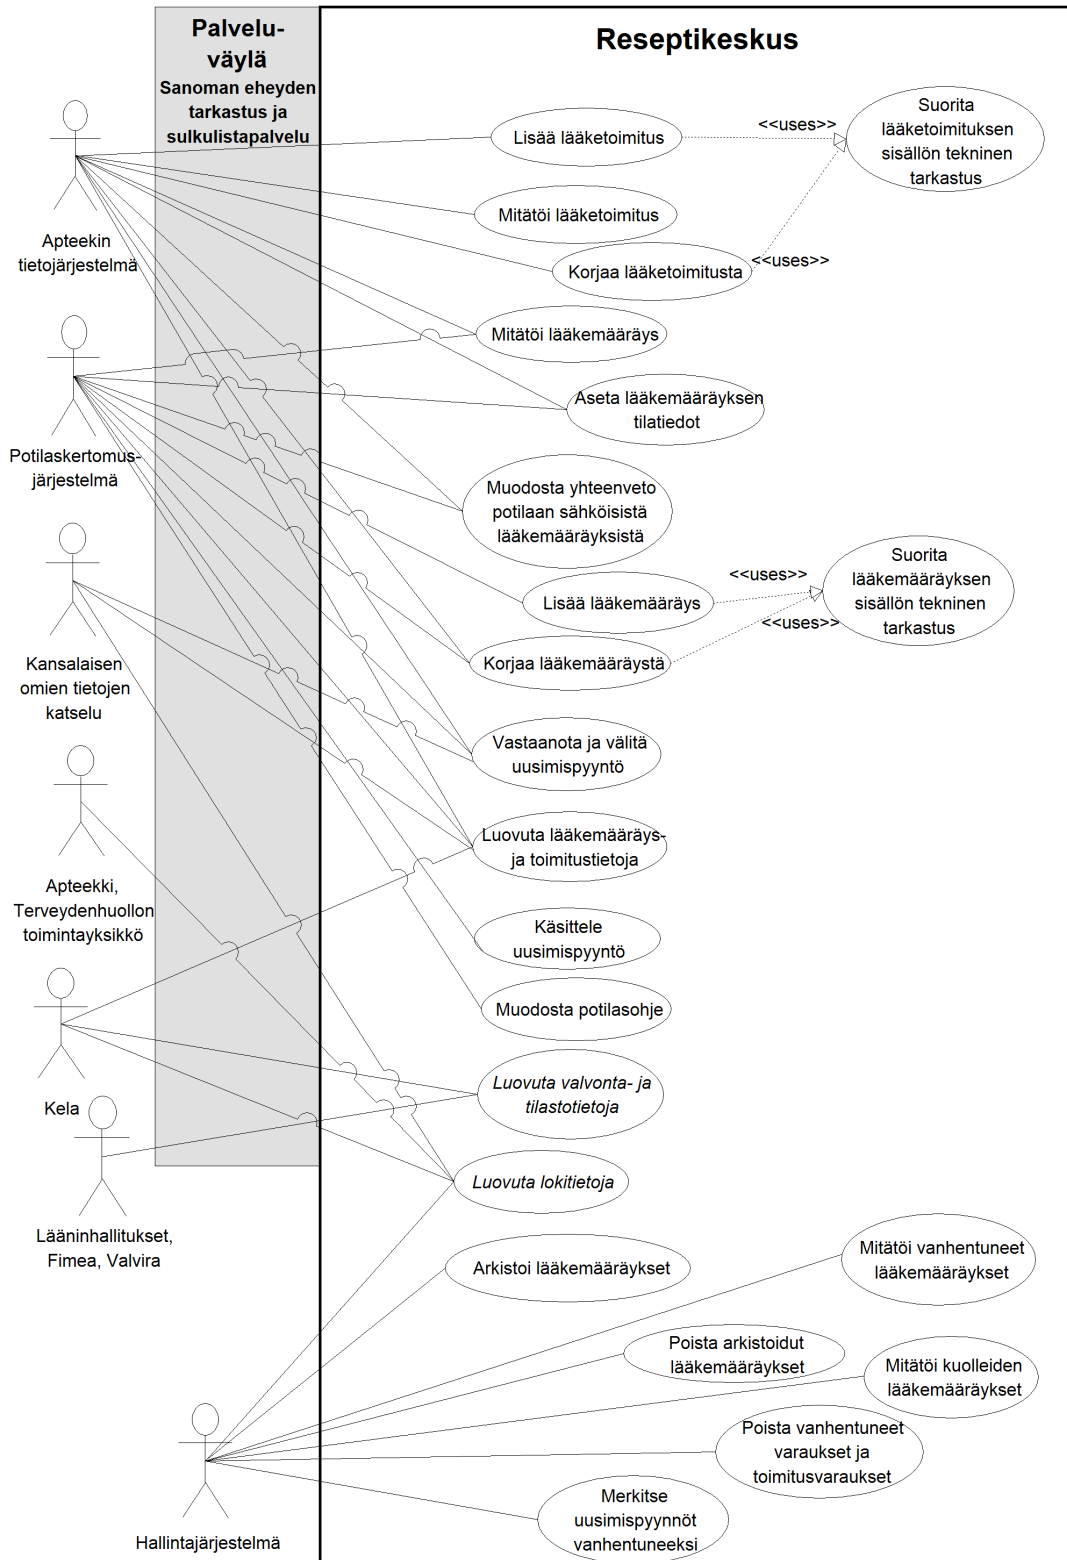 Palvelu-
väylä
Sanoman eheyden
tarkastus ja
sulkulistapalvelu
Reseptikeskus
Apteekin
tietojärjestelmä
Potilaskertomus-
järjestelmä
Kansalaisen
omien tietojen
katselu
Apteekki,
Terveydenhuollon
toimintayksikkö
Kela
Lääninhallitukset,
Fimea, Valvira
Hallintajärjestelmä
Lisää lääketoimitus
<<uses>>
Suorita
lääketoimituksen
sisällön tekninen
tarkastus
Mitätöi lääketoimitus
Korjaa lääketoimitusta
<<uses>>
Mitätöi lääkemääräys
Aseta lääkemääräyksen
tilatiedot
Muodosta yhteenveto
potilaan sähköisistä
lääkemääräyksistä
Lisää lääkemääräys
<<uses>>
Suorita
lääkemääräyksen
sisällön tekninen
tarkastus
<<uses>>
Korjaa lääkemääräystä
Vastaanota ja välitä
uusimispyyntö
Luovuta lääkemääräys-
ja toimitustietoja
Käsittele
uusimispyyntö
Muodosta potilasohje
Luovuta valvonta- ja
tilastotietoja
Luovuta lokitietoja
Arkistoi lääkemääräykset
Mitätöi vanhentuneet
lääkemääräykset
Poista arkistoidut
lääkemääräykset
Mitätöi kuolleiden
lääkemääräykset
Poista vanhentuneet
varaukset ja
toimitusvaraukset
Merkitse
uusimispyynnöt
vanhentuneeksi